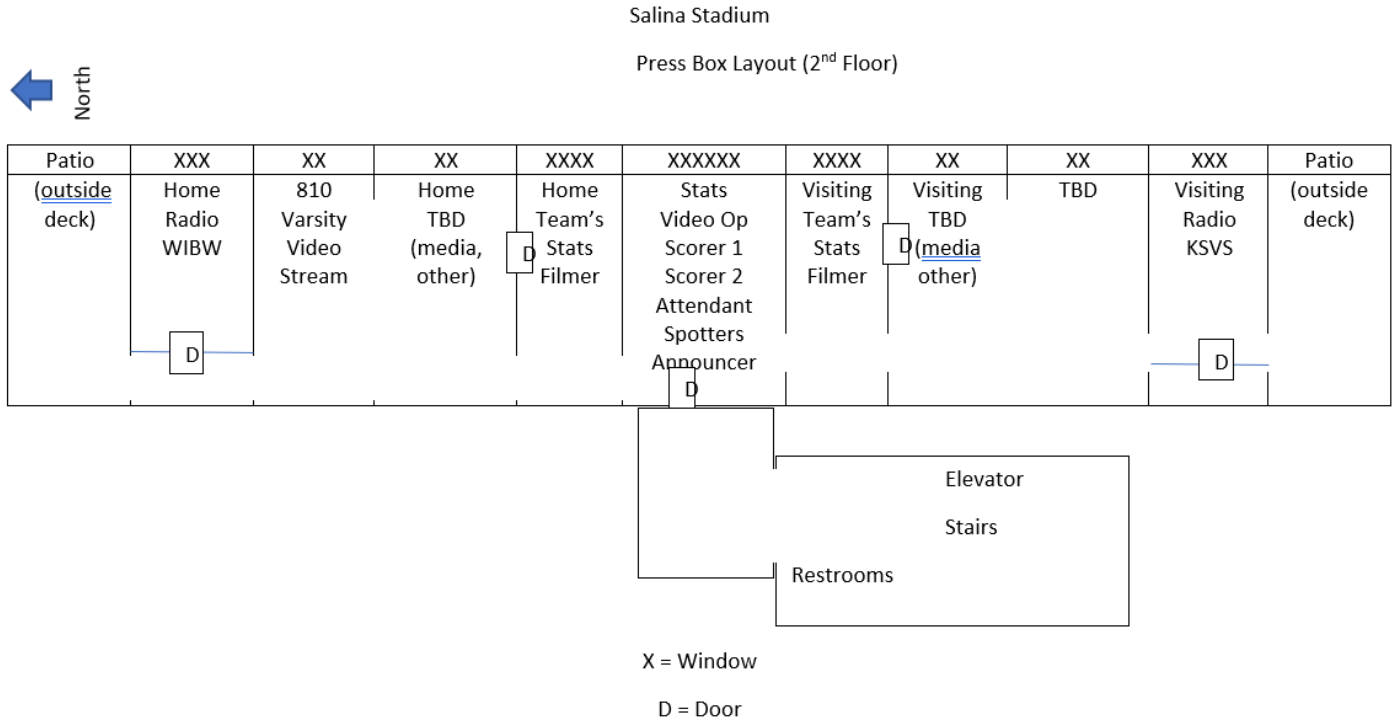 Salina Stadium
Press Box Layout (2nd Floor)
North
Patio
(outside
deck)
XXX
Home
Radio
WIBW
D
XX
810
Varsity
Video
Stream
XX
Home
TBD
(media,
other)
D
XXXX
Home
Team’s
Stats
Filmer
XXXXXX
Stats
Video Op
Scorer 1
Scorer 2
Attendant
Spotters
Announcer
D
XXXX
Visiting
Team’s
Stats
Filmer
D
XX
Visiting
TBD
(media
other)
XX
TBD
XXX
Visiting
Radio
KSVS
D
Patio
(outside
deck)
Elevator
Stairs
Restrooms
X = Window
D = Door